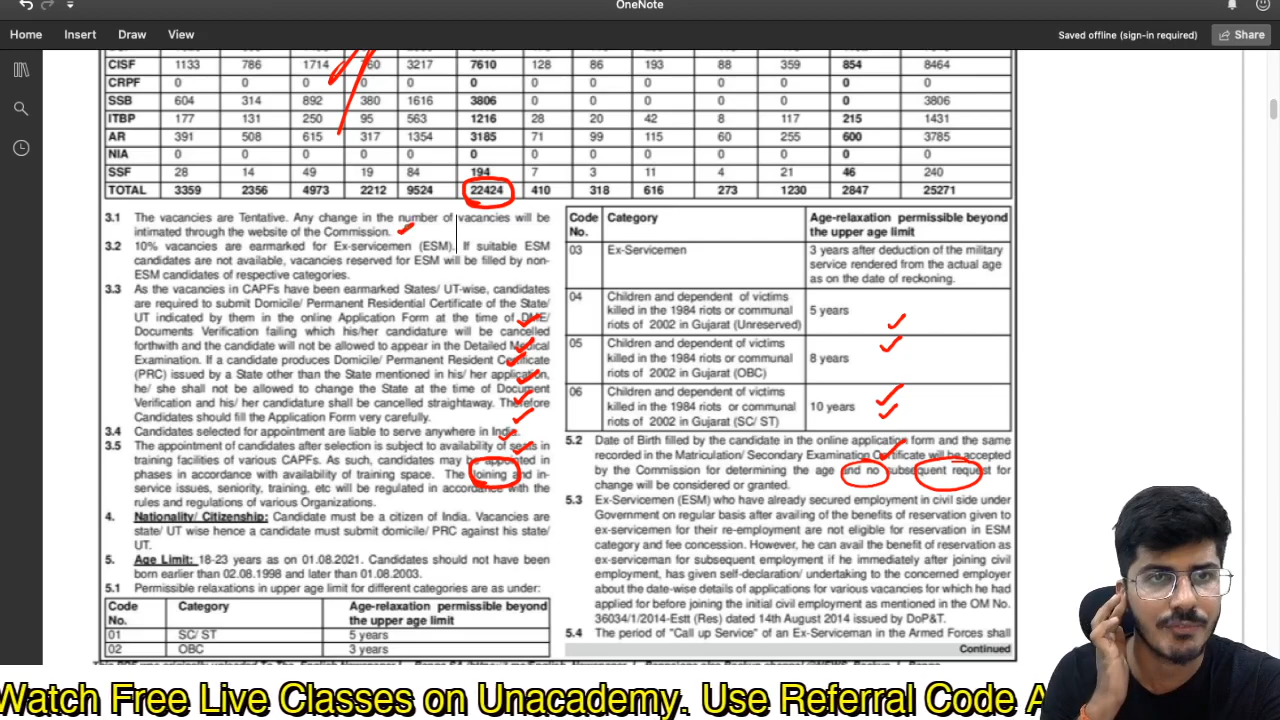 OneNote
Home Insert Draw View Saved offline (sign-in required) Share
CISF 1133 786 1714 760 3217 7610 128 86 193 88 359 854 8464
CRPF 0 0 0 0 0 0 0 0 0 0 0 0 0
SSB 604 314 892 380 1616 3806 0 0 0 0 0 0 3806
ITBP 177 131 250 95 563 1216 28 20 42 8 117 215 1431
AR 391 508 615 317 1354 3185 71 99 115 60 255 600 3785
NIA 0 0 0 0 0 0 0 0 0 0 0 0 0
SSF 28 14 49 19 84 194 7 3 11 4 21 46 240
TOTAL 3359 2356 4973 2212 9524 22424 410 318 616 273 1230 2847 25271
3.1 The vacancies are Tentative. Any change in the number of vacancies will be
intimated through the website of the Commission.
3.2 10% vacancies are earmarked for Ex-servicemen (ESM). If suitable ESM
candidates are not available, vacancies reserved for ESM will be filled by non-
ESM candidates of respective categories.
3.3 As the vacancies in CAPFs have been earmarked States/ UT-wise, candidates
are required to submit Domicile/ Permanent Residential Certificate of the State/
UT indicated by them in the online Application Form at the time of DME/
Documents Verification failing which his/her candidature will be cancelled
forthwith and the candidate will not be allowed to appear in the Detailed Medical
Examination. If a candidate produces Domicile/ Permanent Resident Certificate
(PRC) issued by a State other than the State mentioned in his/ her application,
he/ she shall not be allowed to change the State at the time of Document
Verification and his/ her candidature shall be cancelled straightaway. Therefore
Candidates should fill the Application Form very carefully.
3.4 Candidates selected for appointment are liable to serve anywhere in India.
3.5 The appointment of candidates after selection is subject to availability of seats in
training facilities of various CAPFs. As such, candidates may be appointed in
phases in accordance with availability of training space. The Joining and in-
service issues, seniority, training, etc will be regulated in accordance with the
rules and regulations of various Organizations.
4. Nationality/ Citizenship: Candidate must be a citizen of India. Vacancies are
state/ UT wise hence a candidate must submit domicile/ PRC against his state/
UT.
5. Age Limit: 18-23 years as on 01.08.2021. Candidates should not have been
born earlier than 02.08.1998 and later than 01.08.2003.
5.1 Permissible relaxations in upper age limit for different categories are as under:
Code Category Age-relaxation permissible beyond
No. the upper age limit
01 SC/ ST 5 years
02 OBC 3 years
Code Category Age-relaxation permissible beyond
No. the upper age limit
03 Ex-Servicemen 3 years after deduction of the military
service rendered from the actual age
as on the date of reckoning.
04 Children and dependent of victims
killed in the 1984 riots or communal 5 years
riots of 2002 in Gujarat (Unreserved)
05 Children and dependent of victims
killed in the 1984 riots or communal 8 years
riots of 2002 in Gujarat (OBC)
06 Children and dependent of victims
killed in the 1984 riots or communal 10 years
riots of 2002 in Gujarat (SC/ ST)
5.2 Date of Birth filled by the candidate in the online application form and the same
recorded in the Matriculation/ Secondary Examination Certificate will be accepted
by the Commission for determining the age and no subsequent request for
change will be considered or granted.
5.3 Ex-Servicemen (ESM) who have already secured employment in civil side under
Government on regular basis after availing of the benefits of reservation given to
ex-servicemen for their re-employment are not eligible for reservation in ESM
category and fee concession. However, he can avail the benefit of reservation as
ex-serviceman for subsequent employment if he immediately after joining civil
employment, has given self-declaration/ undertaking to the concerned employer
about the date-wise details of applications for various vacancies for which he had
applied for before joining the initial civil employment as mentioned in the OM No.
36034/1/2014-Estt (Res) dated 14th August 2014 issued by DoP&T.
5.4 The period of "Call up Service" of an Ex-Serviceman in the Armed Forces shall
Continued
Watch Free Live Classes on Unacademy. Use Referral Code A